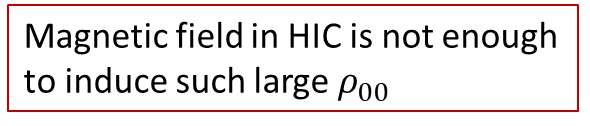 Magnetic field in HIC is not enough
to induce such large ρ₀₀